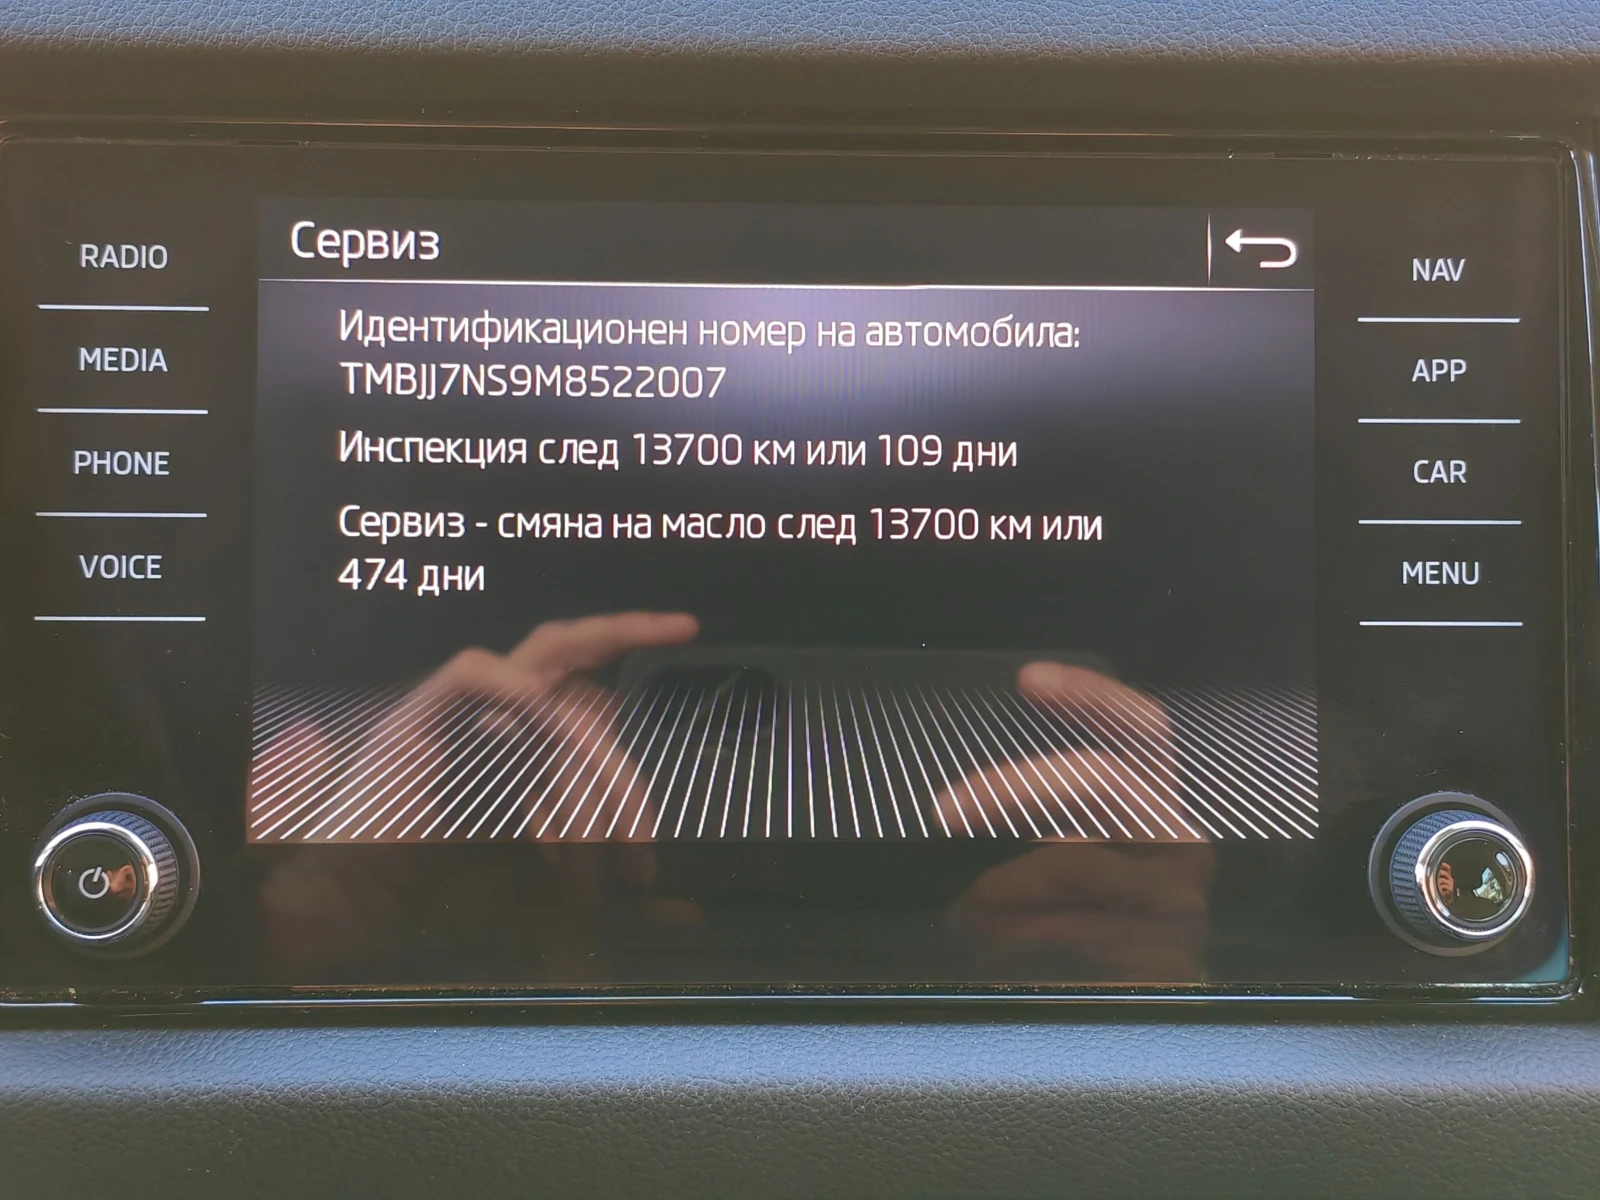 Сервиз
RADIO
MEDIA
PHONE
VOICE
Идентификационен номер на автомобила:
TMBJJ7NS9M8522007
Инспекция след 13700 км или 109 дни
Сервиз - смяна на масло след 13700 км или
474 дни
NAV
APP
CAR
MENU